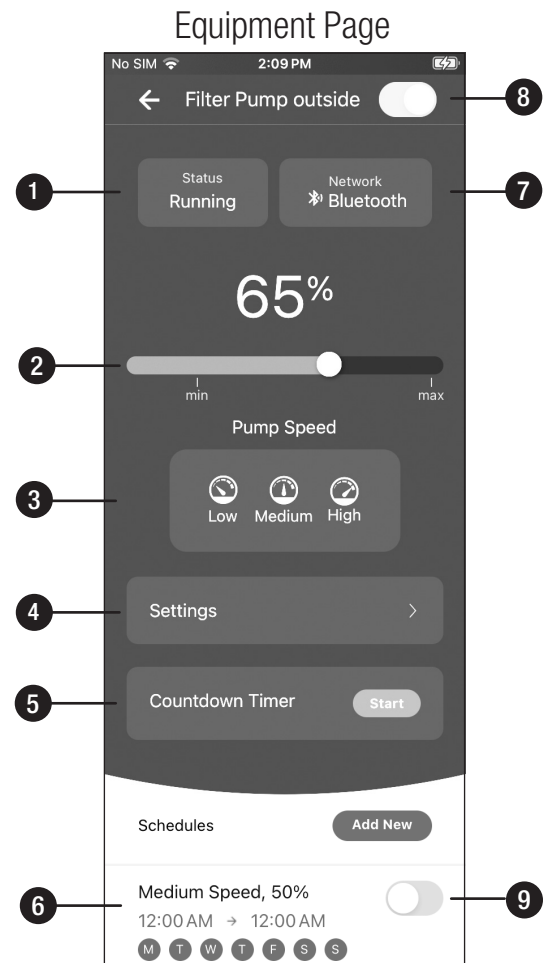 Equipment Page
No SIM 2:09 PM
Filter Pump outside
8
1
Status
Running
Network
Bluetooth
7
65%
2
min max
Pump Speed
3
Low Medium High
4
Settings
5
Countdown Timer Start
Schedules Add New
6
Medium Speed, 50%
9
12:00 AM → 12:00 AM
M T W T F S S